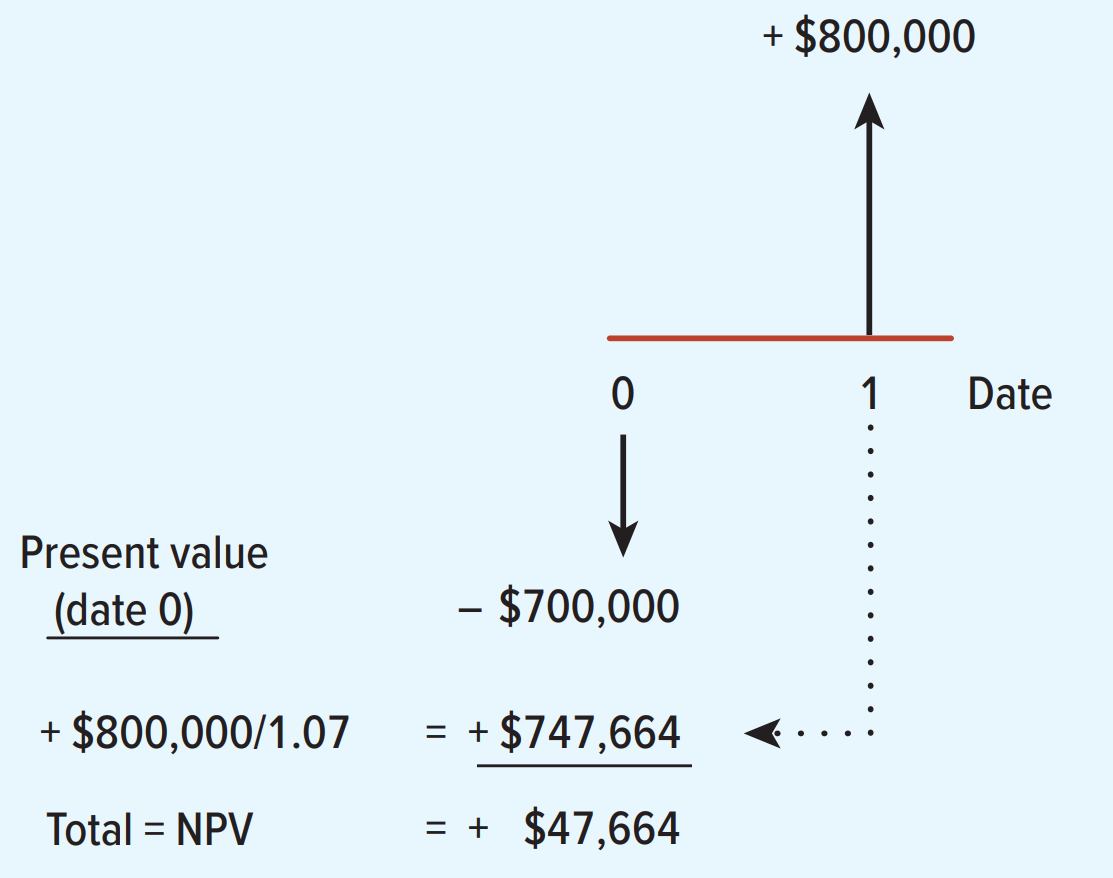 + $800,000
0 1 Date
Present value
(date 0)
– $700,000
+ $800,000/1.07 = + $747,664
Total = NPV = + $47,664